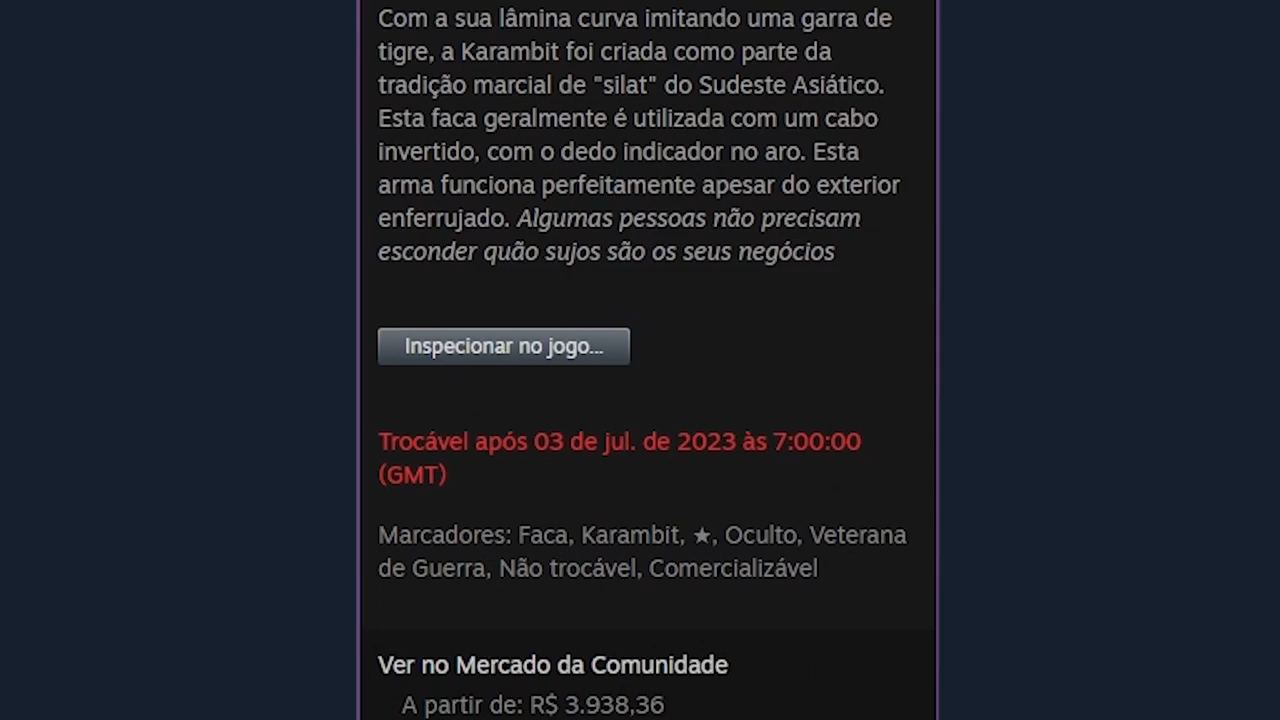 Com a sua lâmina curva imitando uma garra de
tigre, a Karambit foi criada como parte da
tradição marcial de "silat" do Sudeste Asiático.
Esta faca geralmente é utilizada com um cabo
invertido, com o dedo indicador no aro. Esta
arma funciona perfeitamente apesar do exterior
enferrujado. Algumas pessoas não precisam
esconder quão sujos são os seus negócios
Inspecionar no jogo...
Trocável após 03 de jul. de 2023 às 7:00:00
(GMT)
Marcadores: Faca, Karambit, ★, Oculto, Veterana
de Guerra, Não trocável, Comercializável
Ver no Mercado da Comunidade
A partir de: R$ 3.938,36